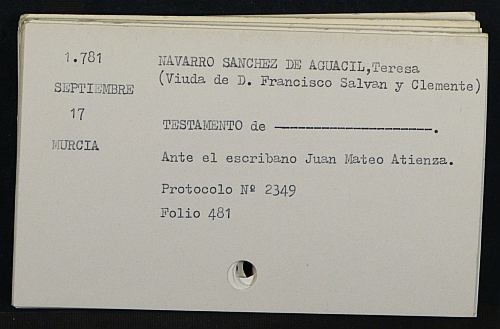 1.781
SEPTIEMBRE
17
MURCIA
NAVARRO SANCHEZ DE AGUACIL,Teresa
(Viuda de D. Francisco Salvan y Clemente)
TESTAMENTO de ———————————————.
Ante el escribano Juan Mateo Atienza.
Protocolo Nº 2349
Folio 481